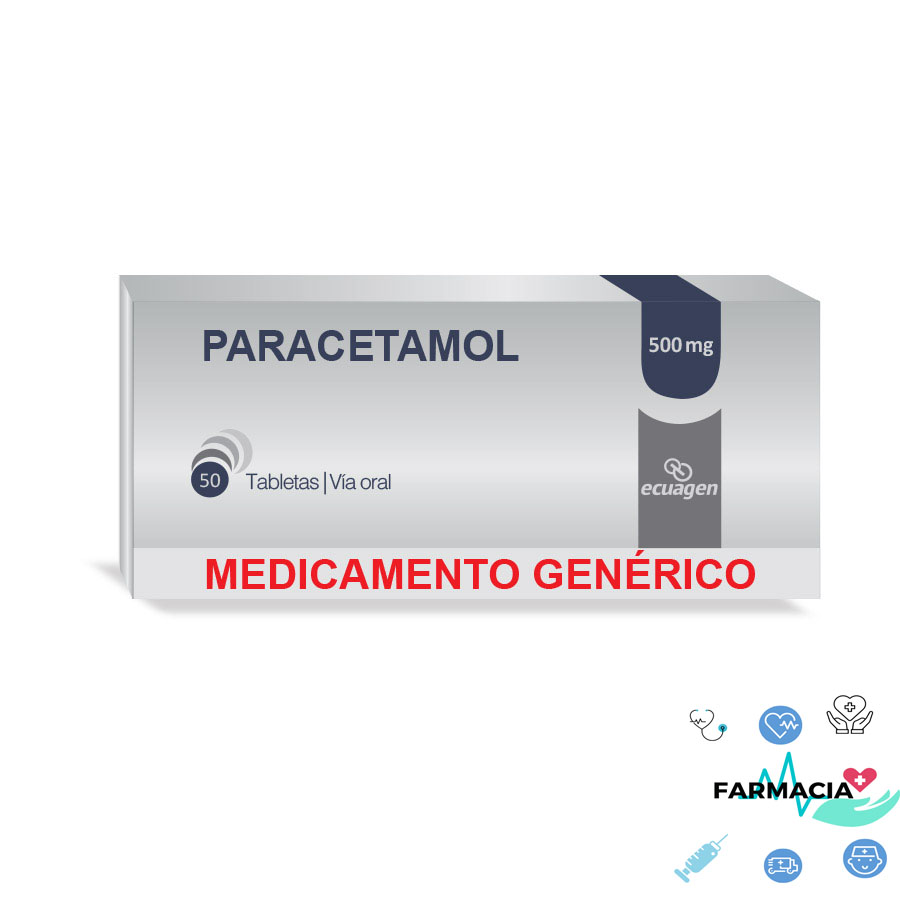 PARACETAMOL
500 mg
50 Tabletas | Vía oral
ecuagen
MEDICAMENTO GENÉRICO
FARMACIA